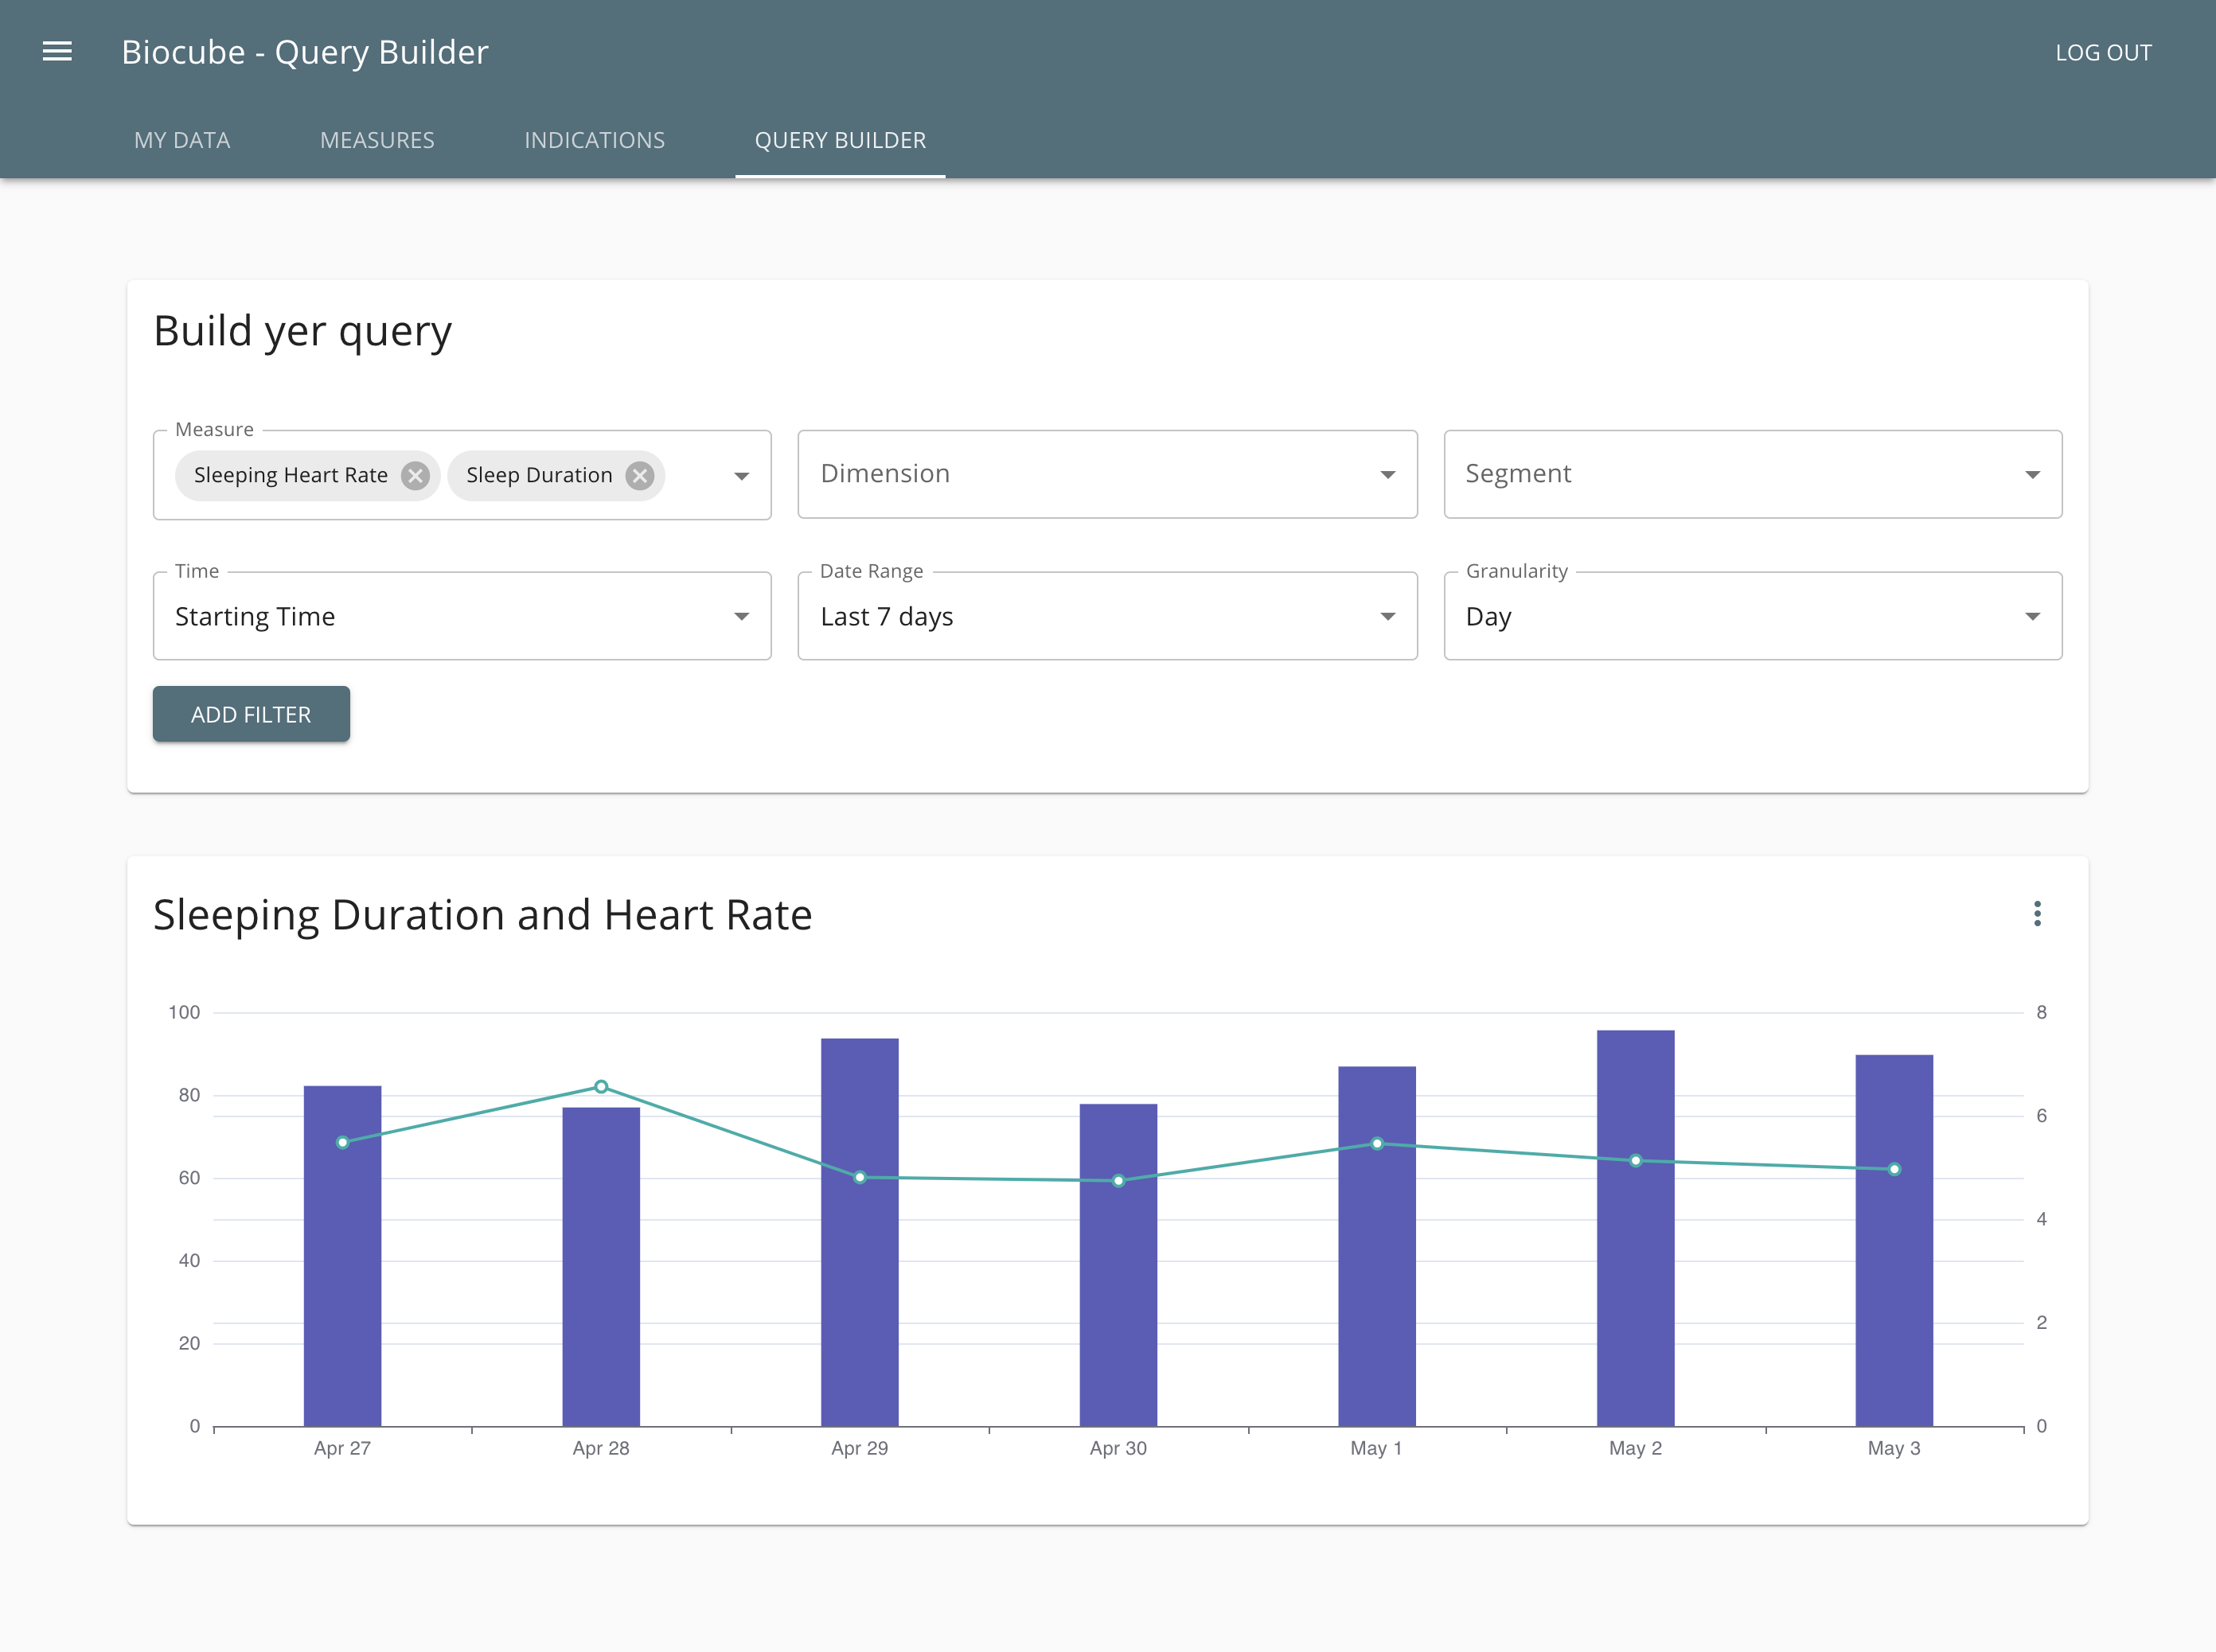 Biocube - Query Builder
LOG OUT
MY DATA MEASURES INDICATIONS QUERY BUILDER
Build yer query
Measure
Sleeping Heart Rate Sleep Duration Dimension Segment
Time Date Range Granularity
Starting Time Last 7 days Day
ADD FILTER
Sleeping Duration and Heart Rate
100 8
80
6
60
4
40
2
20
0 0
Apr 27 Apr 28 Apr 29 Apr 30 May 1 May 2 May 3